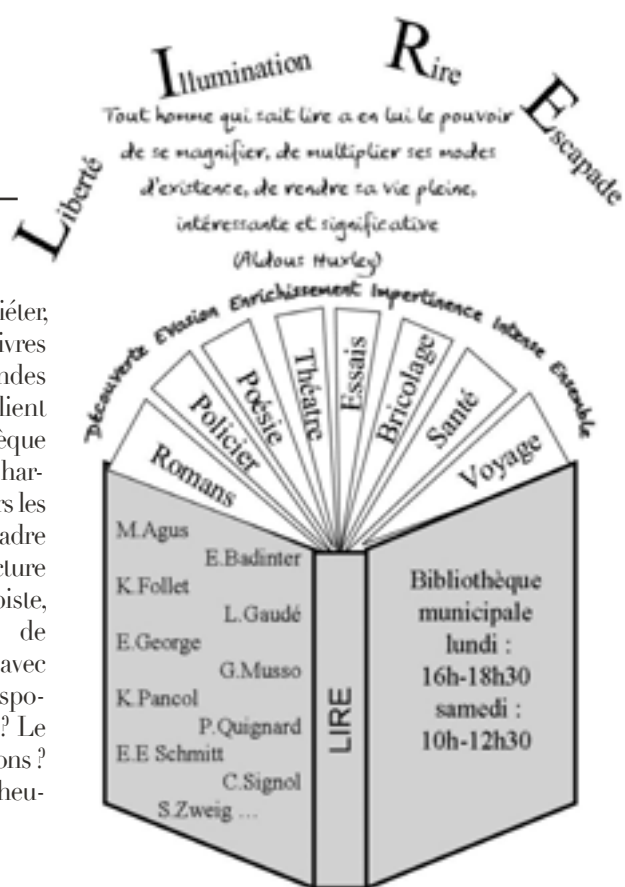 Liberté
Illumination
Rire
Escapade
Tout homme qui sait lire a en lui le pouvoir
de se magnifier, de multiplier ses modes
d'existence, de rendre sa vie pleine,
intéressante et significative
(Aldous Huxley)
Découverte Evasion Enrichissement Impertinence Intense Ensemble
Romans
Policier
Poésie
Théatre
Essais
Bricolage
Santé
Voyage
M.Agus
E.Badinter
K.Follet
L.Gaudé
E.George
G.Musso
K.Pancol
P.Quignard
E.E Schmitt
C.Signol
S.Zweig ...
LIRE
Bibliothèque
municipale
lundi :
16h-18h30
samedi :
10h-12h30
iéter,
ivres
ndes
lient
èque
har-
rs les
adre
cture
piste,
de
avec
spo-
? Le
ons ?
heu-